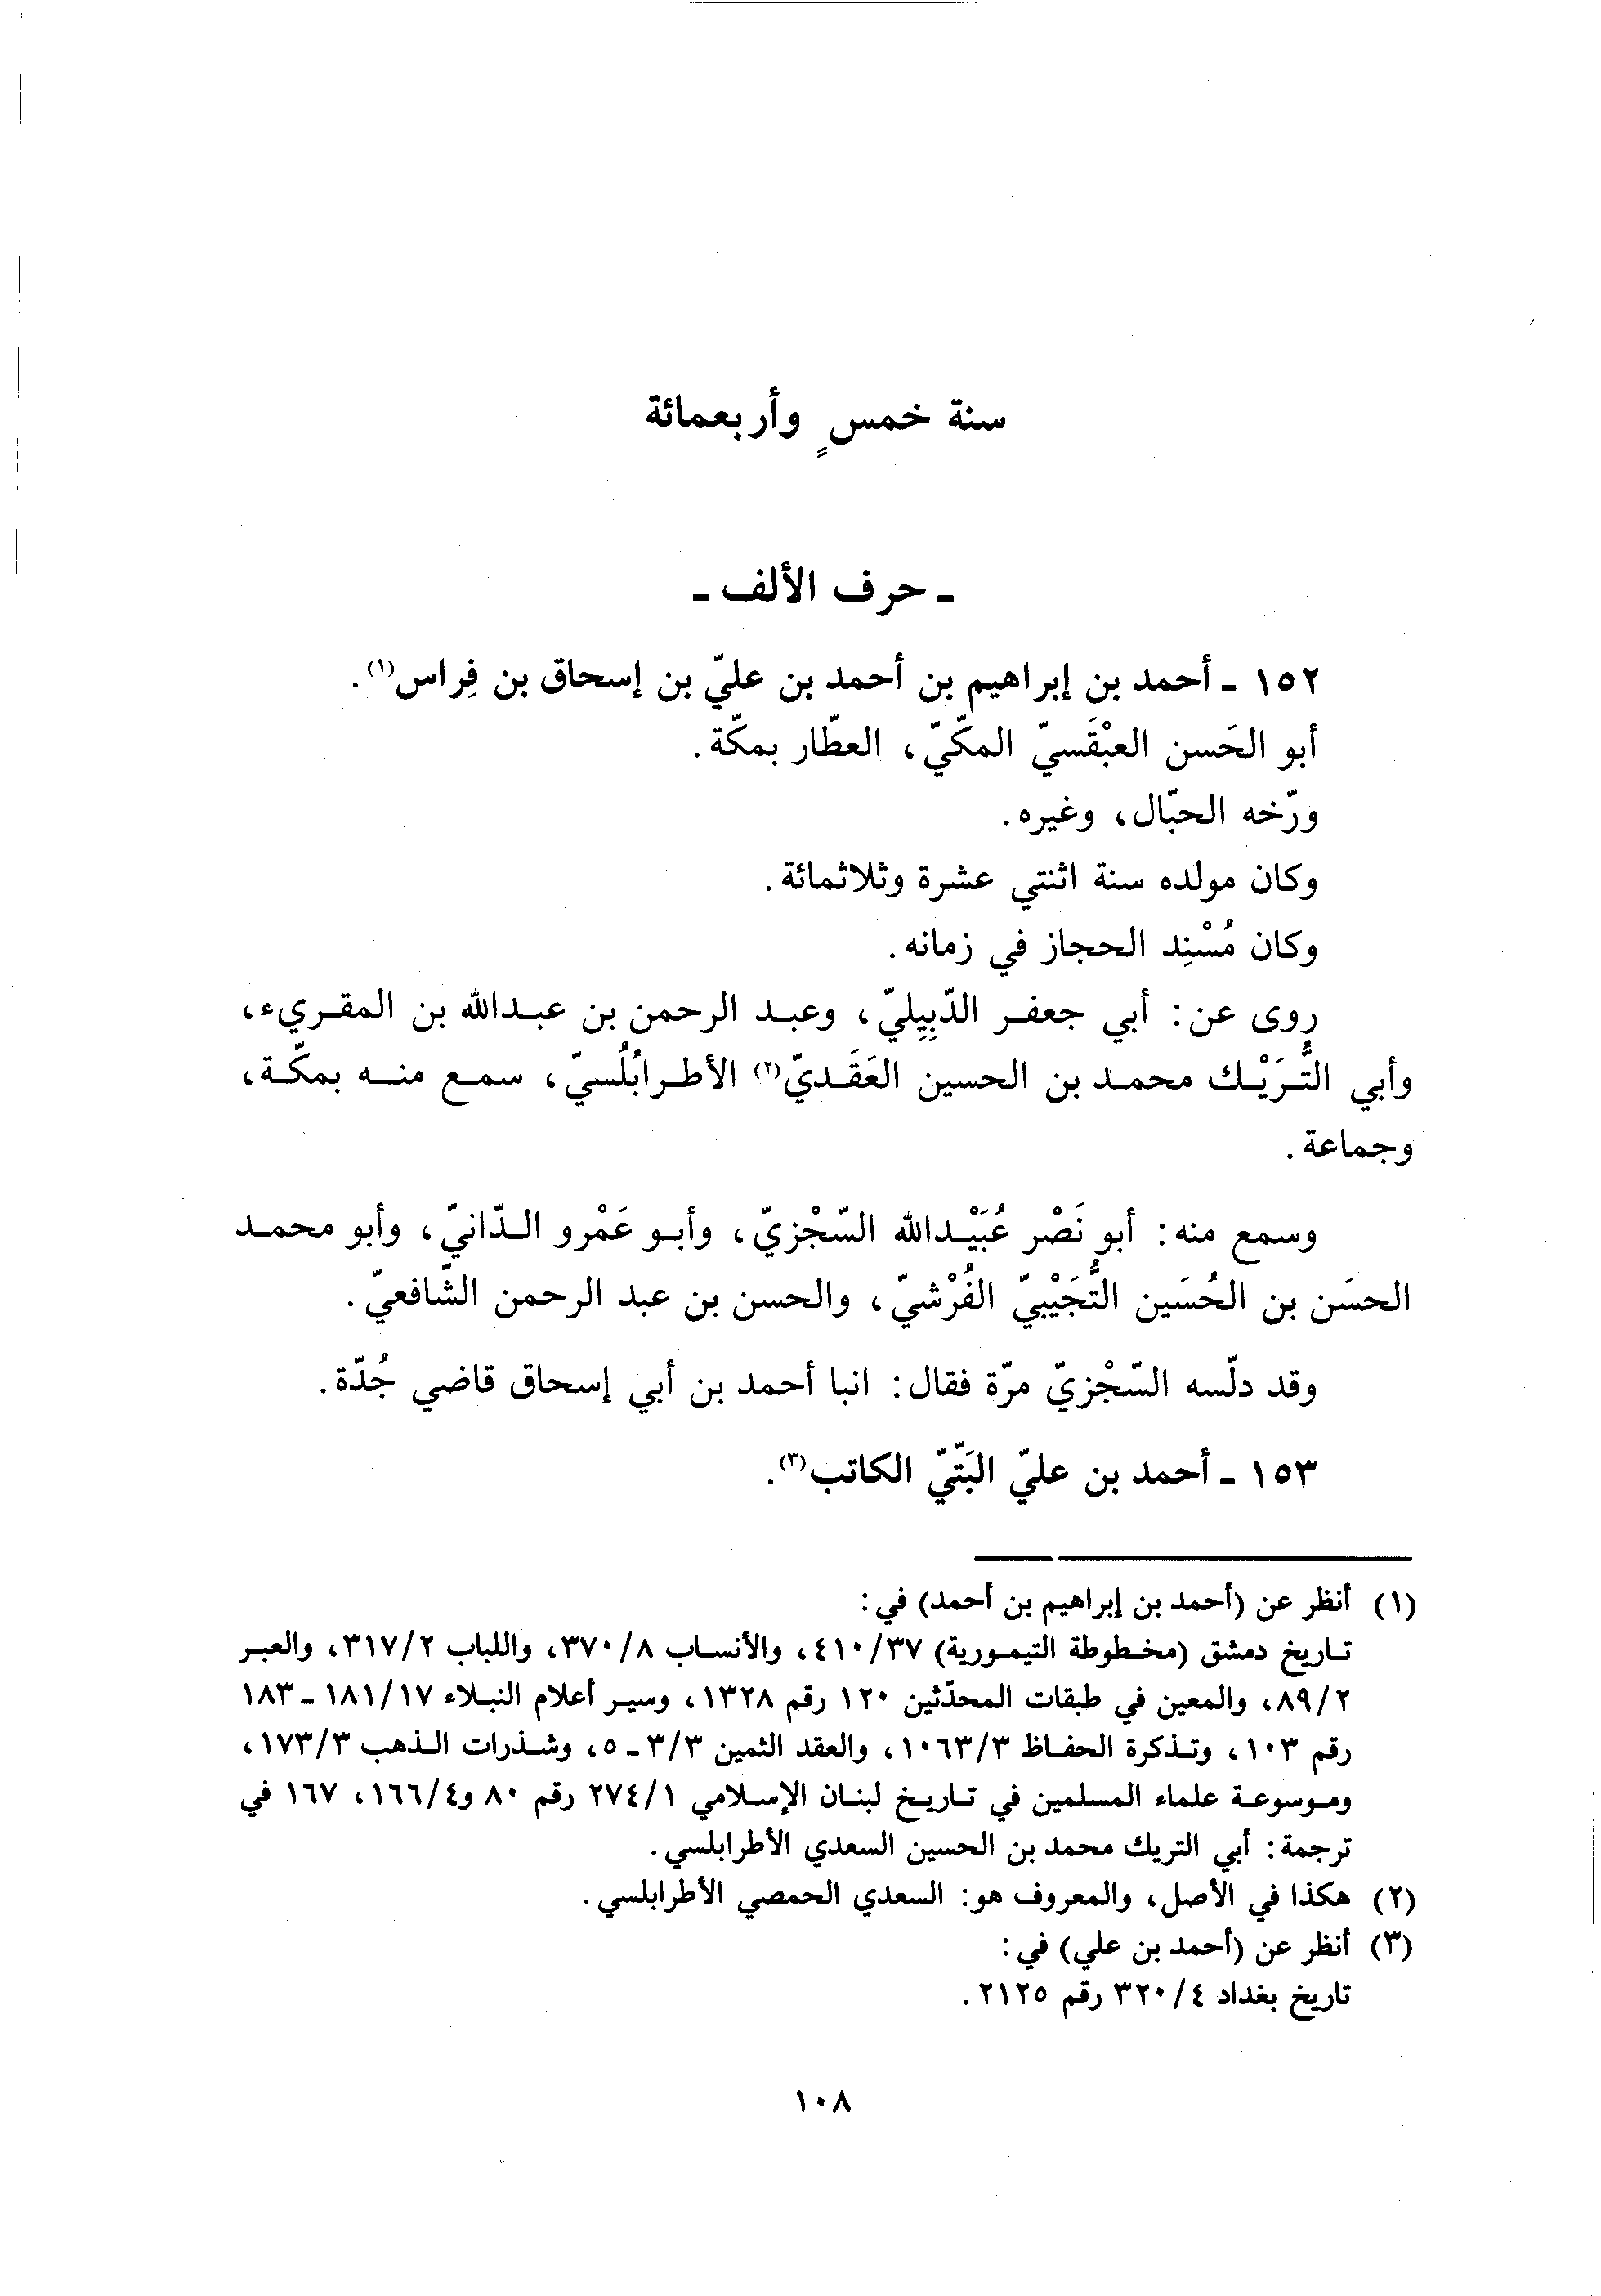 سنة خمسٍ وأربعمائة
ـ حرف الألف ـ
١٥٢ ـ أحمد بن إبراهيم بن أحمد بن عليّ بن إسحاق بن فِراس(١).
أبو الحَسن العبْقَسيّ المكّيّ، العطّار بمكّة.
ورّخه الحبّال، وغيره.
وكان مولده سنة اثنتي عشرة وثلاثمائة.
وكان مُسْنِد الحجاز في زمانه.
روى عن: أبي جعفر الدّبِيِليّ، وعبد الرحمن بن عبدالله بن المقريء،
وأبي التُّرَيْك محمد بن الحسين العَقَديّ(٢) الأطرابُلُسيّ، سمع منه بمكّة،
وجماعة.
وسمع منه: أبو نَصْر عُبَيْدالله السّجْزيّ، وأبو عَمْرو الدّانيّ، وأبو محمد
الحسَن بن الحُسَين التُّجَيْبيّ الفُرْشيّ، والحسن بن عبد الرحمن الشّافعيّ.
وقد دلّسه السّجْزيّ مرّة فقال: انبا أحمد بن أبي إسحاق قاضي جُدّة.
١٥٣ ـ أحمد بن عليّ البَتّيّ الكاتب(٣).
(١) أنظر عن (أحمد بن إبراهيم بن أحمد) في:
تاريخ دمشق (مخطوطة التيمورية) ٤١٠/٣٧، والأنساب ٣٧٠/٨، واللباب ٣١٧/٢، والعبر
٨٩/٢، والمعين في طبقات المحدّثين ١٢٠ رقم ١٣٢٨، وسير أعلام النبلاء ١٨١/١٧ ـ ١٨٣
رقم ١٠٣، وتذكرة الحفاظ ١٠٦٣/٣، والعقد الثمين ٣/٣ ـ ٥، وشذرات الذهب ١٧٣/٣،
وموسوعة علماء المسلمين في تاريخ لبنان الإسلامي ٢٧٤/١ رقم ٨٠ و١٦٦/٤، ١٦٧ في
ترجمة: أبي التريك محمد بن الحسين السعدي الأطرابلسي.
(٢) هكذا في الأصل، والمعروف هو: السعدي الحمصي الأطرابلسي.
(٣) أنظر عن (أحمد بن علي) في:
تاريخ بغداد ٣٢٠/٤ رقم ٢١٢٥.
١٠٨